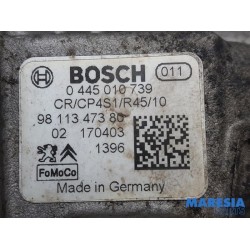 BOSCH 011
0 445 010 739
CR/CP4S1/R45/10
98 113 473 80
02 170403
1396
FoMoCo
Made in Germany
MARESIA